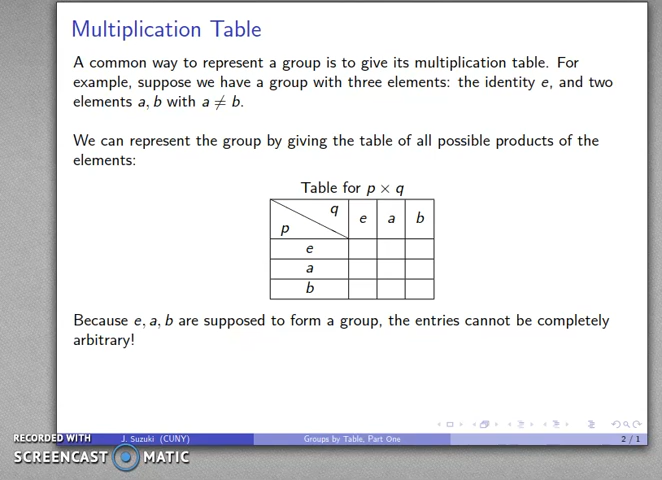 Multiplication Table
A common way to represent a group is to give its multiplication table. For
example, suppose we have a group with three elements: the identity e, and two
elements a, b with a ≠ b.
We can represent the group by giving the table of all possible products of the
elements:
Table for p × q
q
p
e a b
e
a
b
Because e, a, b are supposed to form a group, the entries cannot be completely
arbitrary!
RECORDED WITH
SCREENCAST MATIC
J. Suzuki (CUNY)
Groups by Table, Part One
2 / 1